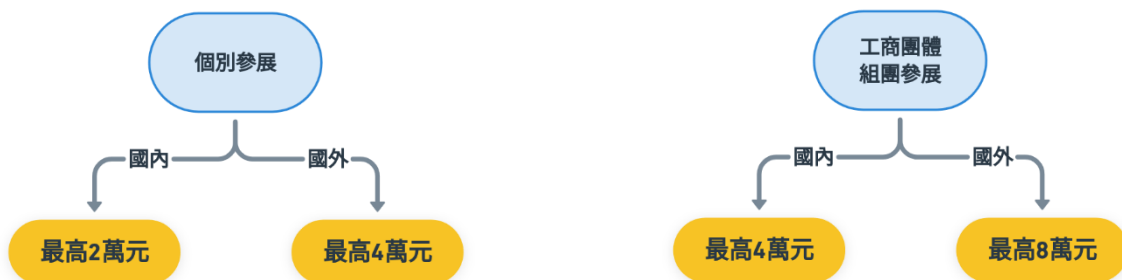 個別參展
國內
國外
最高2萬元
最高4萬元
工商團體
組團參展
國內
國外
最高4萬元
最高8萬元